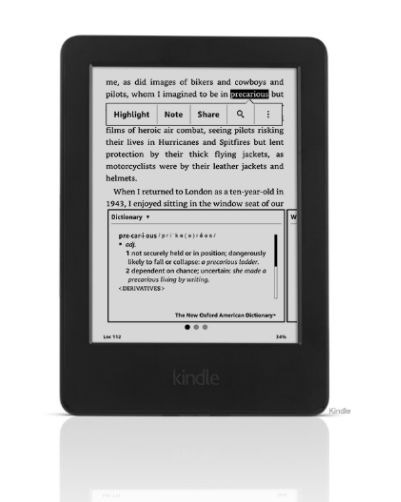 me, as did images of bikers and cowboys and
pilots, whom I imagined to be in precarious but
Highlight Note Share
films of heroic air combat, seeing pilots risking
their lives in Hurricanes and Spitfires but lent
protection by their thick flying jackets, as
motorcyclists were by their leather jackets and
helmets.
When I returned to London as a ten-year-old in
1943, I enjoyed sitting in the window seat of our
Dictionary W
adj.
1 not securely held or in position; dangerously
likely to fall or collapse: a precarious ladder.
2 dependent on chance; uncertain: she made a
precarious living by writing.
<DERIVATIVES>
The New Oxford American Dictionary
Loc 112 34%
kindle
Kindle